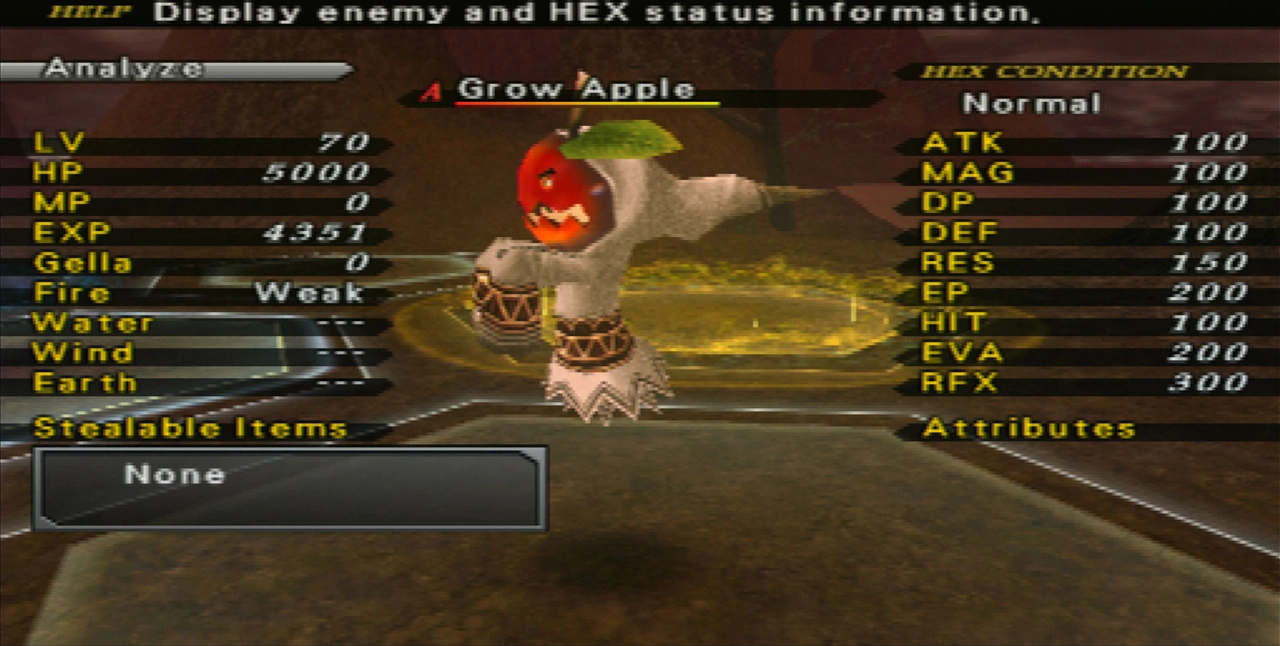 HELP Display enemy and HEX status information.
Analyze
A Grow Apple
HEX CONDITION
Normal
LV 70
HP 5000
MP 0
EXP 4351
Gella 0
Fire Weak
Water ---
Wind ---
Earth ---
Stealable Items
None
ATK 100
MAG 100
DP 100
DEF 100
RES 150
EP 200
HIT 100
EVA 200
RFX 300
Attributes